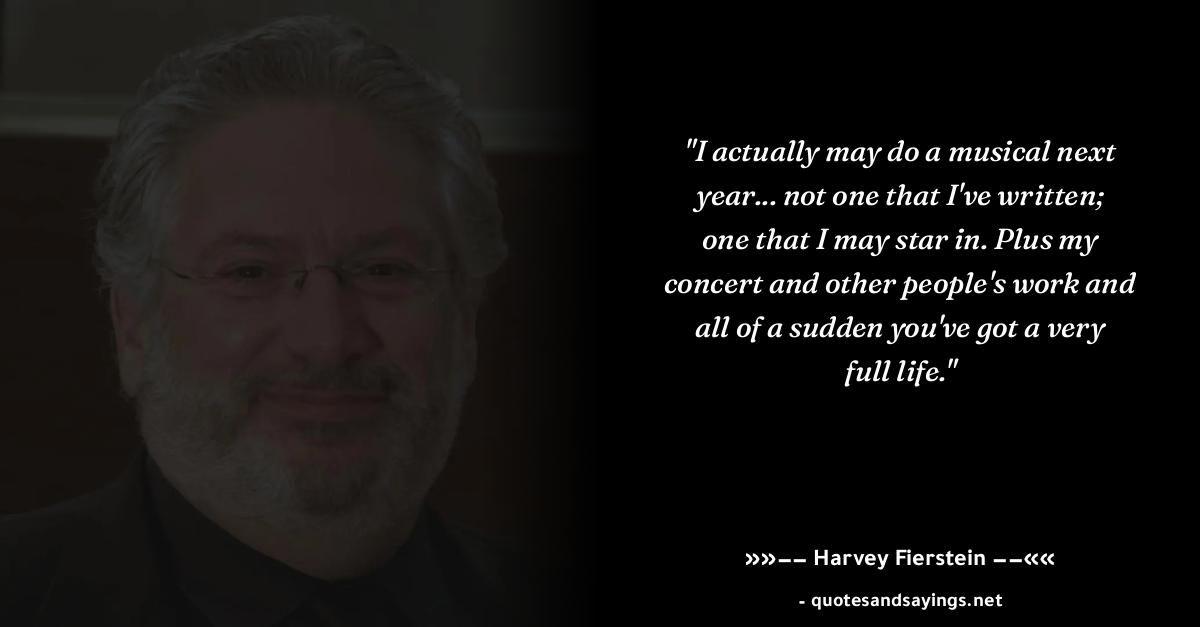 "I actually may do a musical next
year... not one that I've written;
one that I may star in. Plus my
concert and other people's work and
all of a sudden you've got a very
full life."
»»—— Harvey Fierstein ——««
- quotesandsayings.net